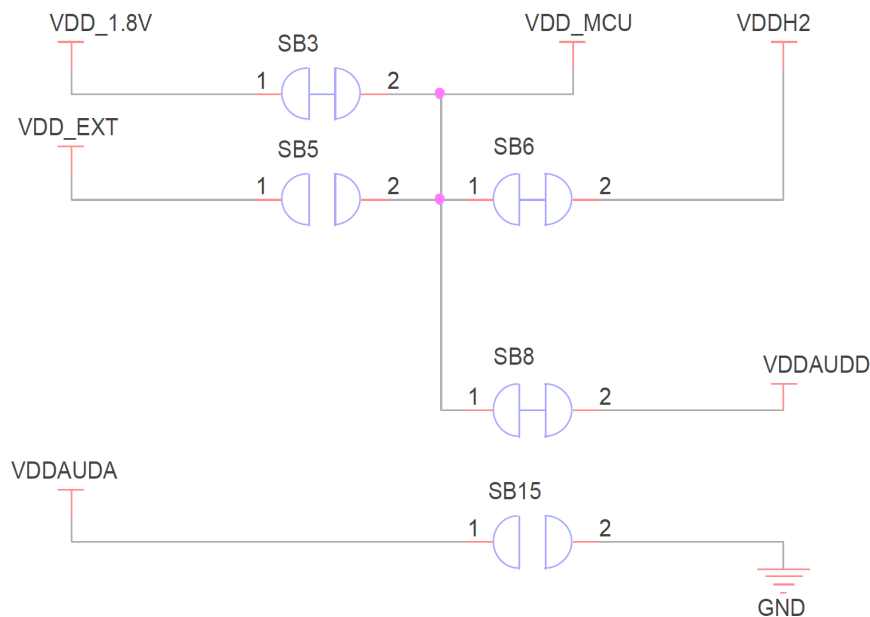 VDD_1.8V
VDD_MCU
VDDH2
SB3
1 2
VDD_EXT
SB5
SB6
1 2
1 2
SB8
VDDAUDD
1 2
VDDAUDA
SB15
1 2
GND